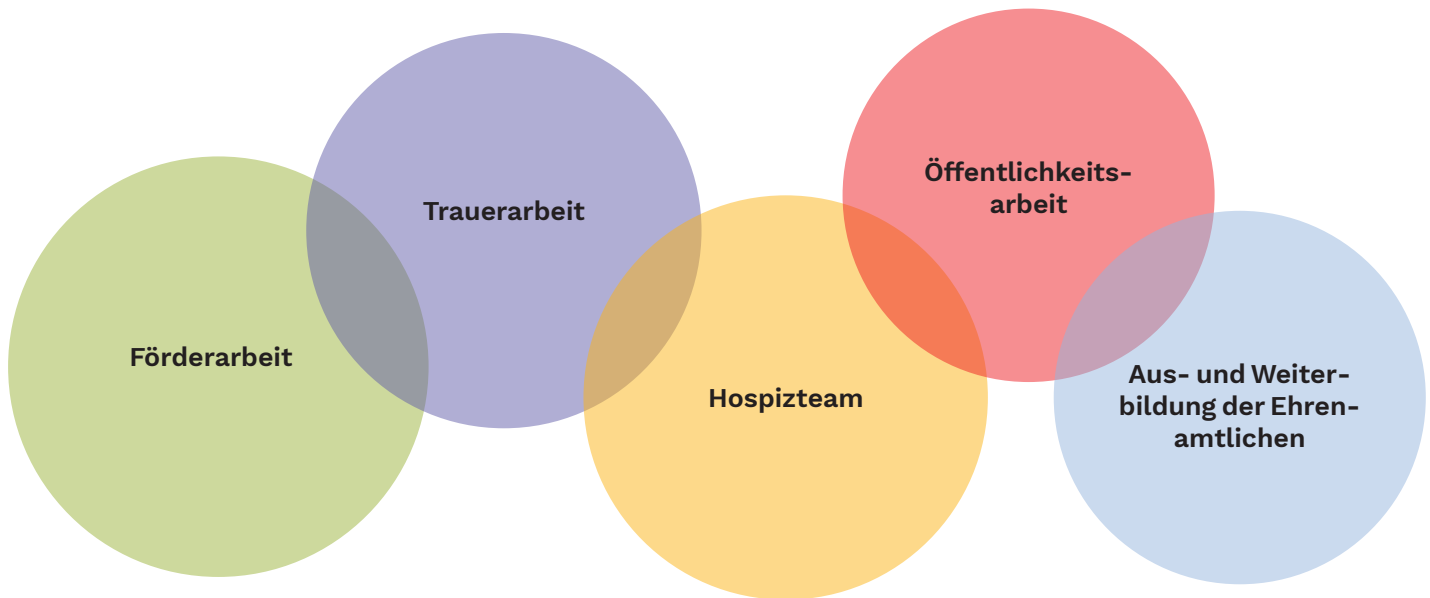 Förderarbeit
Trauerarbeit
Hospizteam
Öffentlichkeits-
arbeit
Aus- und Weiter-
bildung der Ehren-
amtlichen